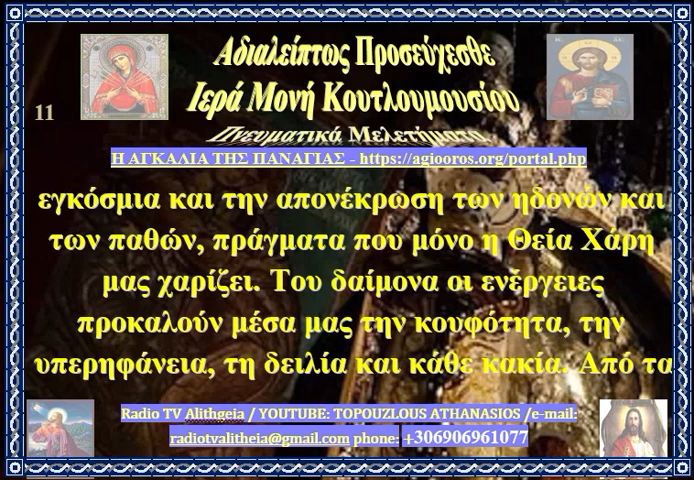 Αδιαλείπτως Προσεύχεσθε
Ιερά Μονή Κουτλουμουσίου
11
Πνευματικά Μελετήματα.
Η ΑΓΚΑΛΙΑ ΤΗΣ ΠΑΝΑΓΙΑΣ - https://agiooros.org/portal.php
εγκόσμια και την απονέκρωση των ηδονών και
των παθών, πράγματα που μόνο η Θεία Χάρη
μας χαρίζει. Του δαίμονα οι ενέργειες
προκαλούν μέσα μας την κουφότητα, την
υπερηφάνεια, τη δειλία και κάθε κακία. Από τα
Radio TV Alithgeia / YOUTUBE: TOPOUZLOUS ATHANASIOS /e-mail:
radiotvalitheia@gmail.com phone: +306906961077